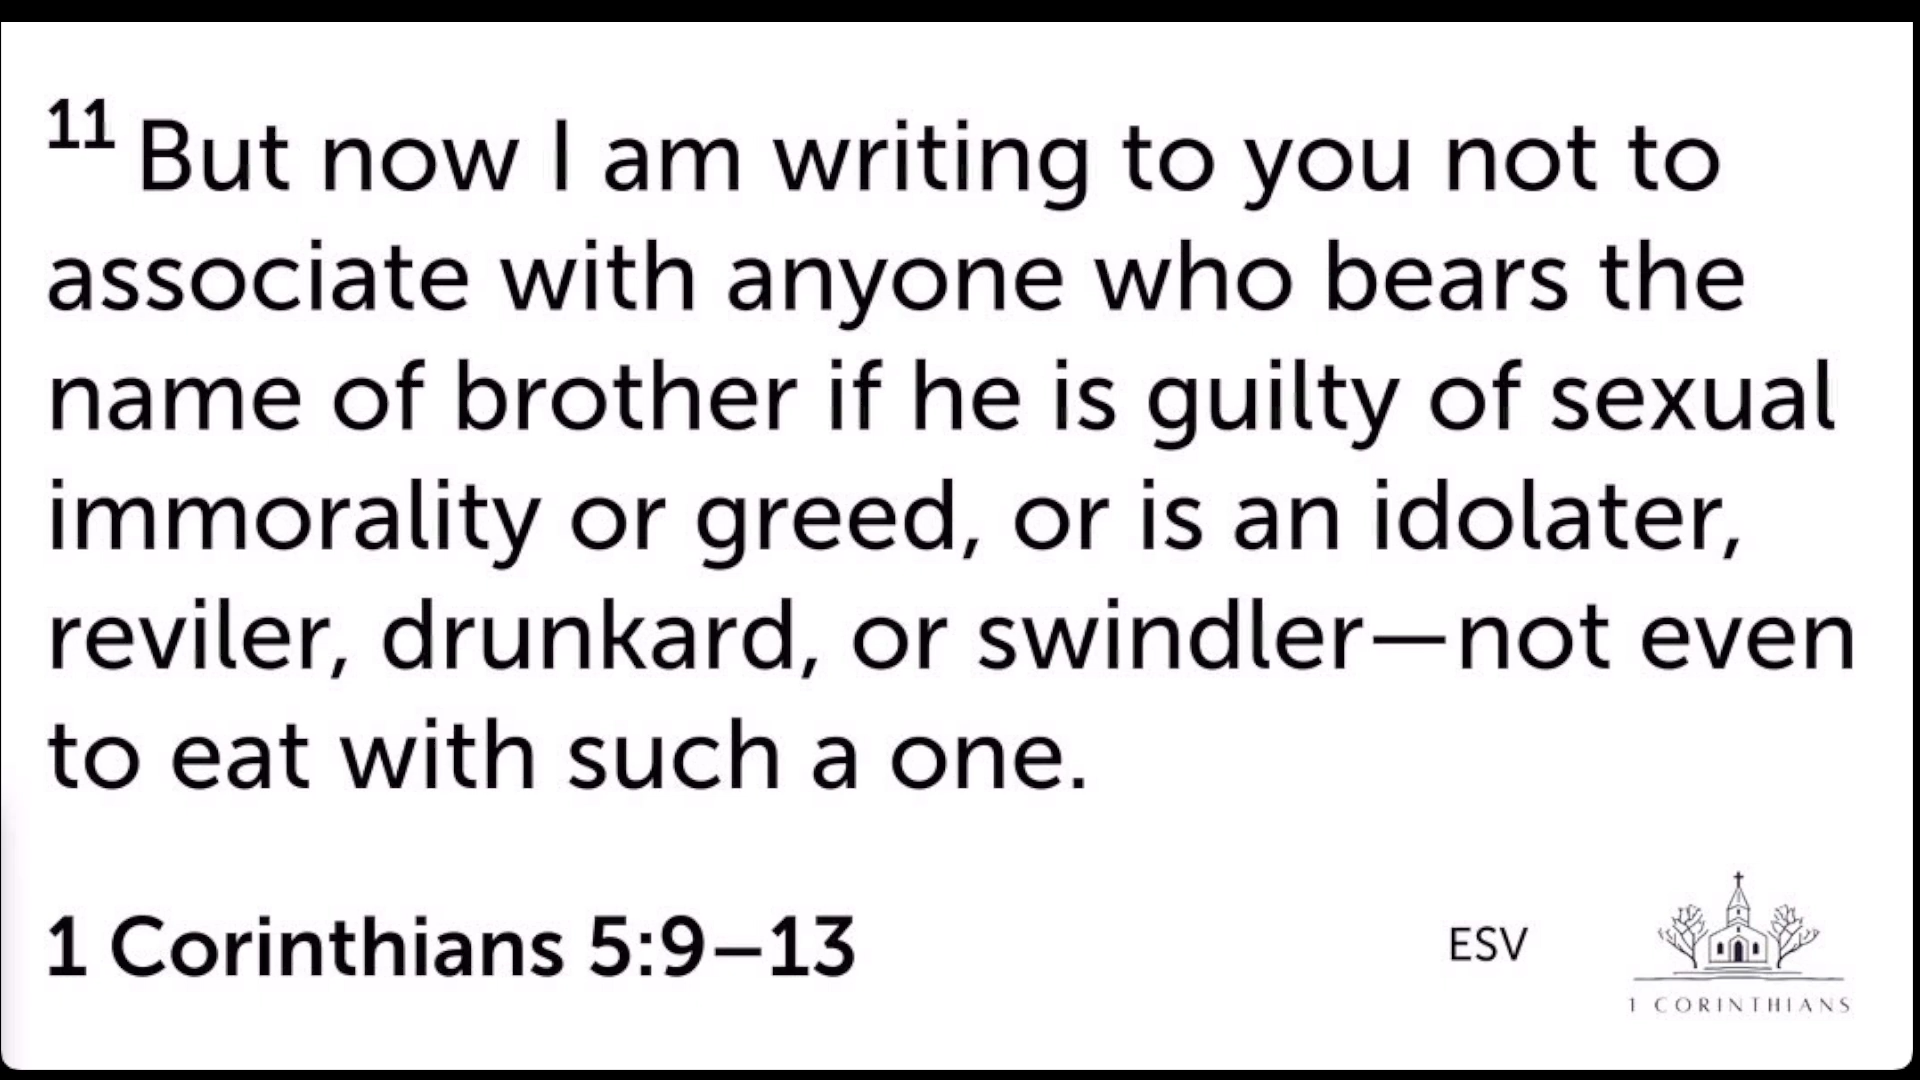 11 But now I am writing to you not to
associate with anyone who bears the
name of brother if he is guilty of sexual
immorality or greed, or is an idolater,
reviler, drunkard, or swindler—not even
to eat with such a one.
1 Corinthians 5:9–13
ESV
1 CORINTHIANS